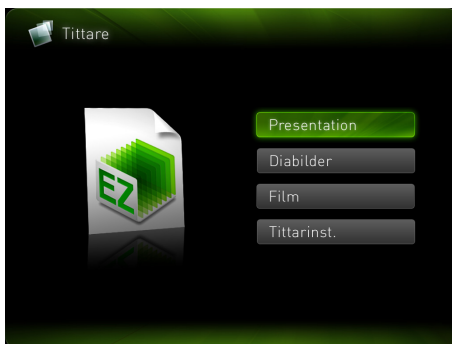 Tittare
Presentation
Diabilder
EZ
Film
Tittarinst.